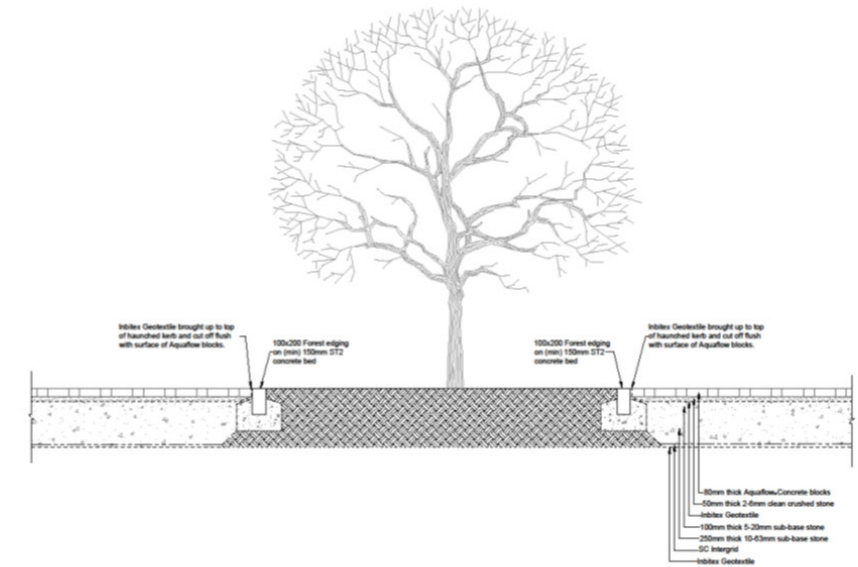 Inbitex Geotextile brought up to top
of haunched kerb and cut off flush
with surface of Aquaflow blocks.
100x200 Forest edging
on (min) 150mm ST2
concrete bed
100x200 Forest edging
on (min) 150mm ST2
concrete bed
Inbitex Geotextile brought up to top
of haunched kerb and cut off flush
with surface of Aquaflow blocks.
80mm thick Aquaflow Concrete blocks
50mm thick 2-6mm clean crushed stone
Inbitex Geotextile
100mm thick 5-20mm sub-base stone
250mm thick 10-63mm sub-base stone
SC Intergrid
Inbitex Geotextile